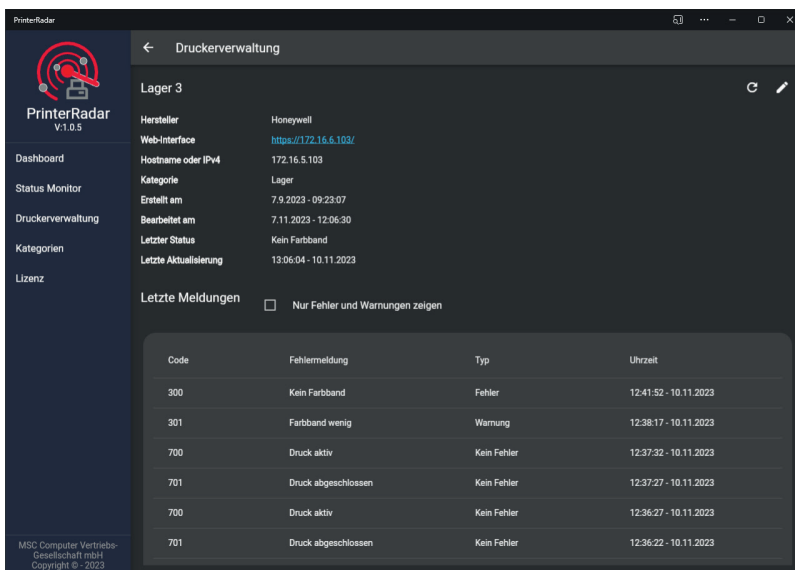 PrinterRadar
PrinterRadar
V:1.0.5
Dashboard
Status Monitor
Druckerverwaltung
Kategorien
Lizenz
MSC Computer Vertriebs-
Gesellschaft mbH
Copyright © - 2023
Druckerverwaltung
Lager 3
Hersteller Honeywell
Web-Interface https://172.16.6.103/
Hostname oder IPv4 172.16.5.103
Kategorie Lager
Erstellt am 7.9.2023 - 09:23:07
Bearbeitet am 7.11.2023 - 12:06:30
Letzter Status Kein Farbband
Letzte Aktualisierung 13:06:04 - 10.11.2023
Letzte Meldungen Nur Fehler und Warnungen zeigen
Code Fehlermeldung Typ Uhrzeit
300 Kein Farbband Fehler 12:41:52 - 10.11.2023
301 Farbband wenig Warnung 12:38:17 - 10.11.2023
700 Druck aktiv Kein Fehler 12:37:32 - 10.11.2023
701 Druck abgeschlossen Kein Fehler 12:37:27 - 10.11.2023
700 Druck aktiv Kein Fehler 12:36:27 - 10.11.2023
701 Druck abgeschlossen Kein Fehler 12:36:22 - 10.11.2023